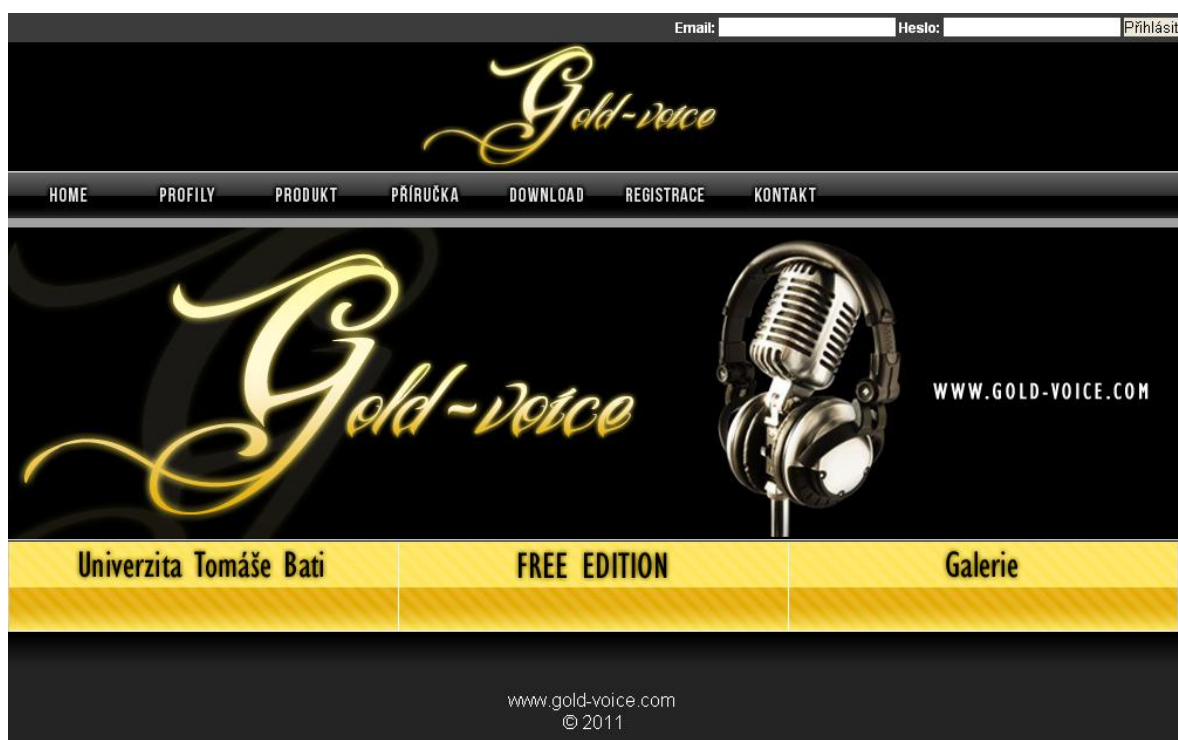 Email: Heslo: Přihlásit
Gold-voice
HOME PROFILY PRODUKT PŘÍRUČKA DOWNLOAD REGISTRACE KONTAKT
Gold-voice
WWW.GOLD-VOICE.COM
Univerzita Tomáše Bati FREE EDITION Galerie
www.gold-voice.com
© 2011